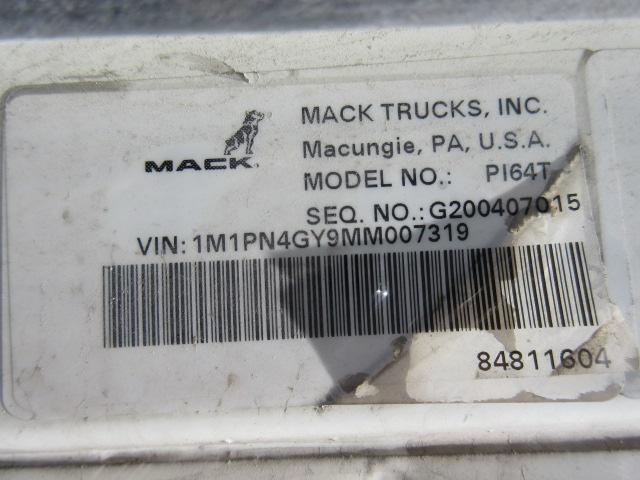 MACK TRUCKS, INC.
MACK
Macungie, PA, U.S.A.
MODEL NO.: PI64T
SEQ. NO.: G200407015
VIN: 1M1PN4GY9MM007319
84811604